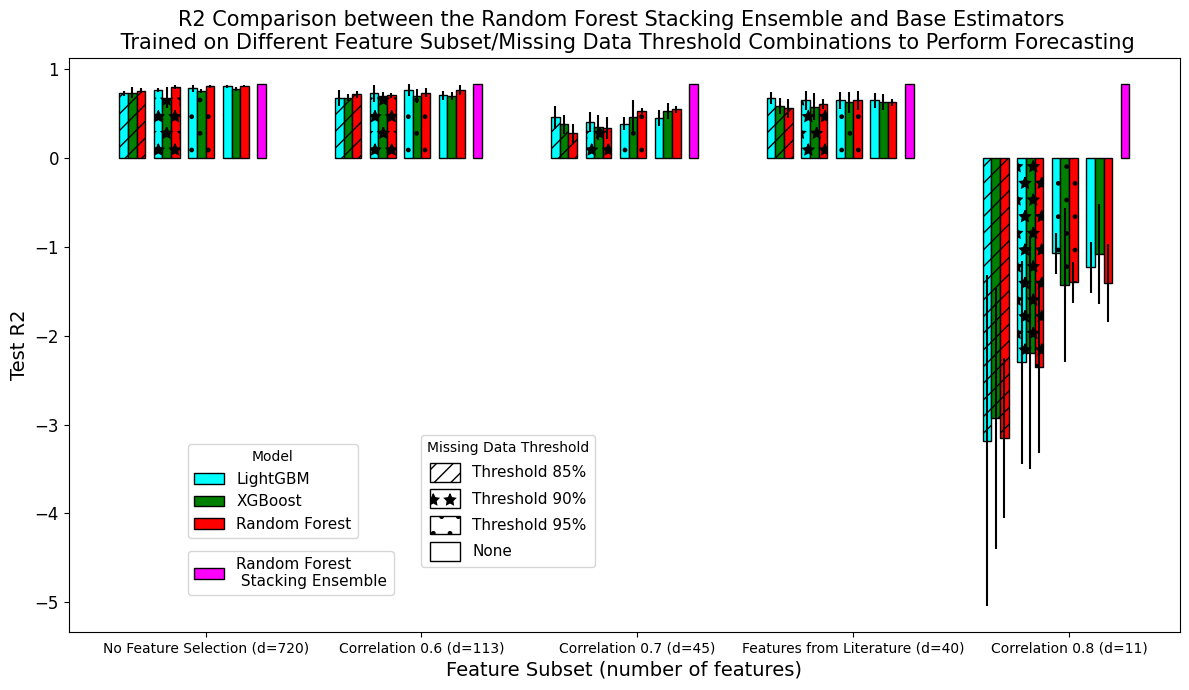 R2 Comparison between the Random Forest Stacking Ensemble and Base Estimators
Trained on Different Feature Subset/Missing Data Threshold Combinations to Perform Forecasting
Test R2
1
0
−1
−2
−3
−4
−5
Model
LightGBM
XGBoost
Random Forest
Random Forest
Stacking Ensemble
Missing Data Threshold
Threshold 85%
Threshold 90%
Threshold 95%
None
No Feature Selection (d=720)
Correlation 0.6 (d=113)
Correlation 0.7 (d=45)
Features from Literature (d=40)
Correlation 0.8 (d=11)
Feature Subset (number of features)